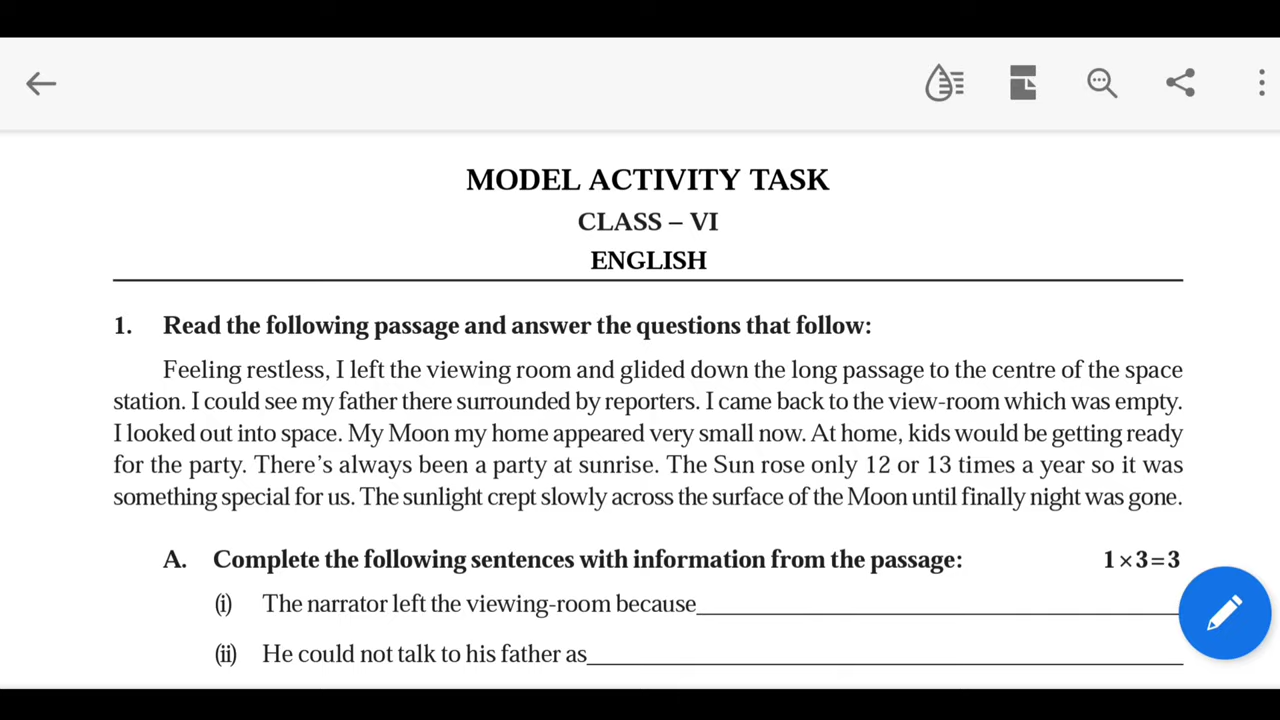 MODEL ACTIVITY TASK
CLASS – VI
ENGLISH
1. Read the following passage and answer the questions that follow:
Feeling restless, I left the viewing room and glided down the long passage to the centre of the space
station. I could see my father there surrounded by reporters. I came back to the view-room which was empty.
I looked out into space. My Moon my home appeared very small now. At home, kids would be getting ready
for the party. There's always been a party at sunrise. The Sun rose only 12 or 13 times a year so it was
something special for us. The sunlight crept slowly across the surface of the Moon until finally night was gone.
A. Complete the following sentences with information from the passage: 1×3=3
(i) The narrator left the viewing-room because
(ii) He could not talk to his father as